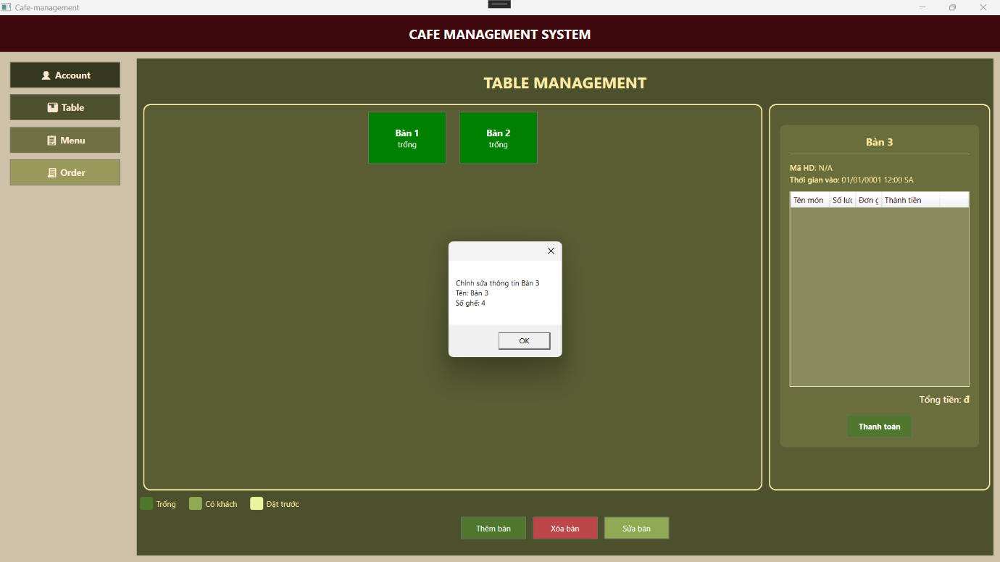 Cafe-management
CAFE MANAGEMENT SYSTEM
Account
Table
Menu
Order
TABLE MANAGEMENT
Bàn 1
trống
Bàn 2
trống
Chỉnh sửa thông tin Bàn 3
Tên: Bàn 3
Số ghế: 4
OK
Bàn 3
Mã HD: N/A
Thời gian vào: 01/01/0001 12:00 SA
Tên món Số lượ Đơn g Thành tiền
Tổng tiền: đ
Thanh toán
Trống Có khách Đặt trước
Thêm bàn Xóa bàn Sửa bàn